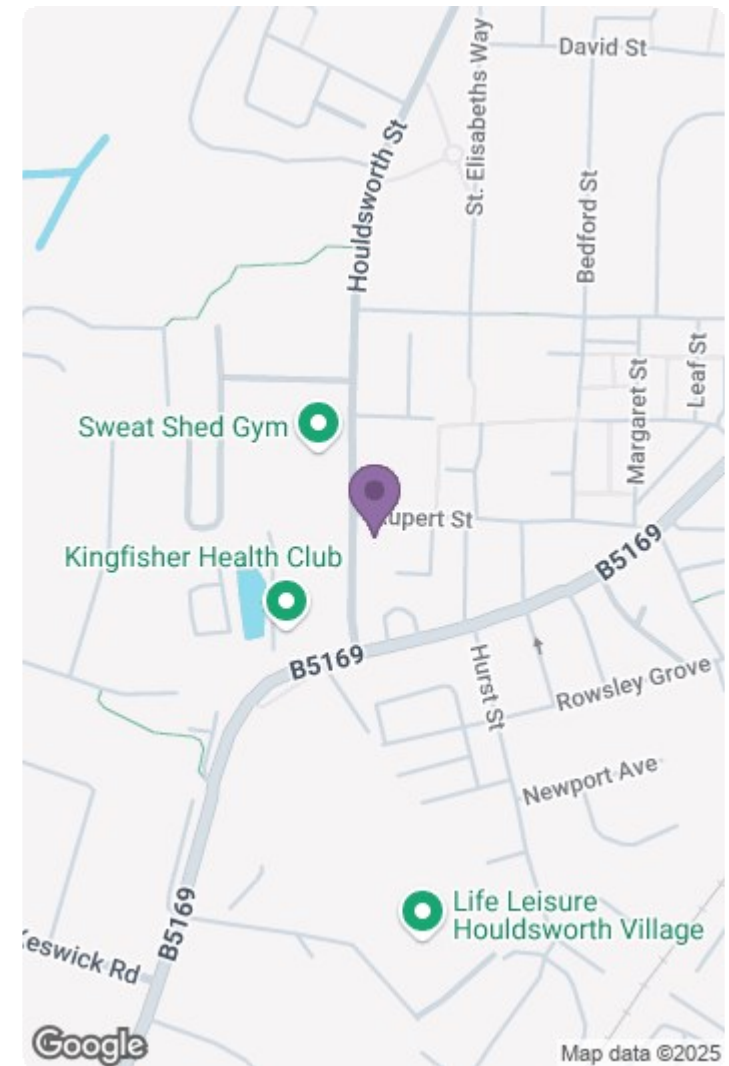 David St
St. Elisabeths Way
Houldsworth St
Bedford St
Leaf St
Margaret St
Sweat Shed Gym
upert St
Kingfisher Health Club
B5169
B5169
Hurst St
Rowsley Grove
Newport Ave
Life Leisure
Houldsworth Village
B5169
eswick Rd
Google
Map data ©2025